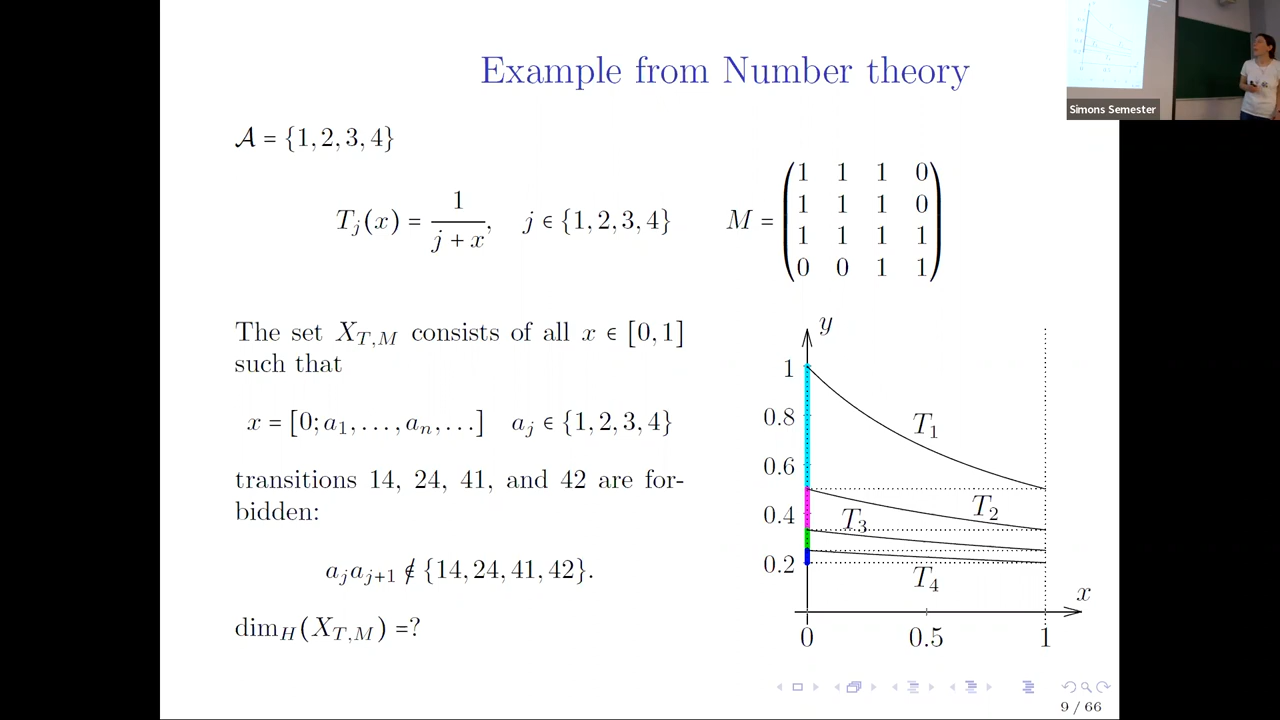 Example from Number theory
𝒜 = {1, 2, 3, 4}
T_j(x) = 1/(j + x), j ∈ {1, 2, 3, 4}
M = (1 1 1 0
1 1 1 0
1 1 1 1
0 0 1 1)
The set X_{T,M} consists of all x ∈ [0, 1]
such that
x = [0; a_1, …, a_n, …] a_j ∈ {1, 2, 3, 4}
transitions 14, 24, 41, and 42 are for-
bidden:
a_j a_{j+1} ∉ {14, 24, 41, 42}.
dim_H(X_{T,M}) =?
y
1
0.8
0.6
0.4
0.2
T_1
T_2
T_3
T_4
x
0 0.5 1
9 / 66
Simons Semester